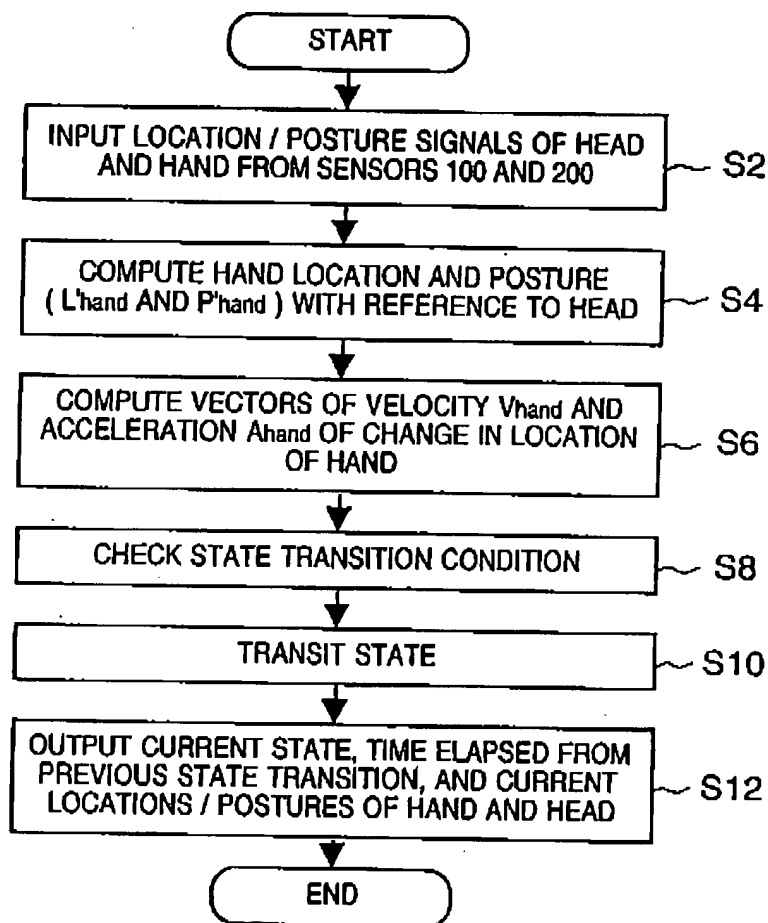 START
INPUT LOCATION / POSTURE SIGNALS OF HEAD
AND HAND FROM SENSORS 100 AND 200
S2
COMPUTE HAND LOCATION AND POSTURE
( L'hand AND P'hand ) WITH REFERENCE TO HEAD
S4
COMPUTE VECTORS OF VELOCITY Vhand AND
ACCELERATION Ahand OF CHANGE IN LOCATION
OF HAND
S6
CHECK STATE TRANSITION CONDITION
S8
TRANSIT STATE
S10
OUTPUT CURRENT STATE, TIME ELAPSED FROM
PREVIOUS STATE TRANSITION, AND CURRENT
LOCATIONS / POSTURES OF HAND AND HEAD
S12
END